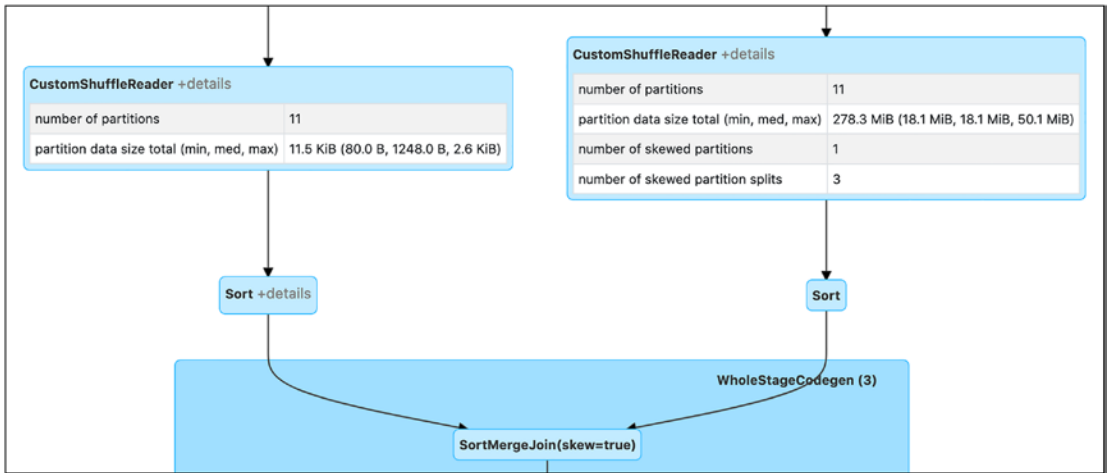 CustomShuffleReader +details
number of partitions 11
partition data size total (min, med, max) 11.5 KiB (80.0 B, 1248.0 B, 2.6 KiB)
CustomShuffleReader +details
number of partitions 11
partition data size total (min, med, max) 278.3 MiB (18.1 MiB, 18.1 MiB, 50.1 MiB)
number of skewed partitions 1
number of skewed partition splits 3
Sort +details
Sort
WholeStageCodegen (3)
SortMergeJoin(skew=true)